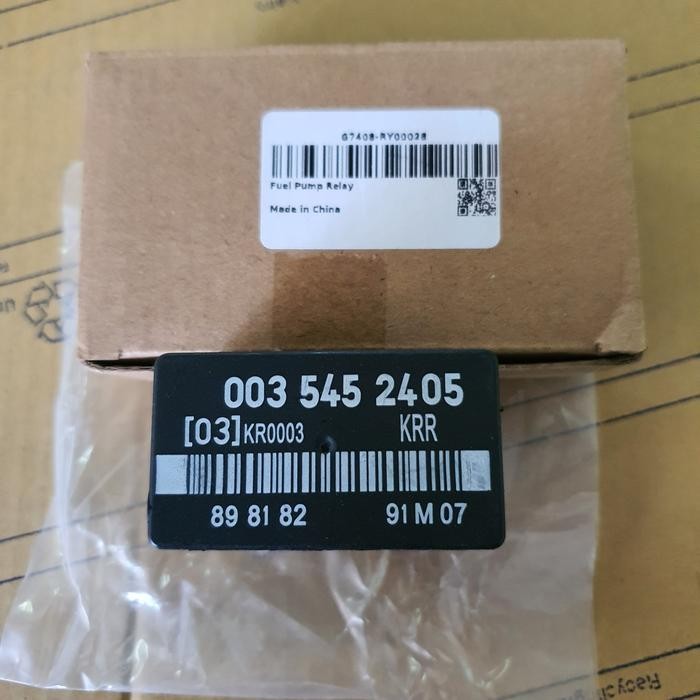 G7408-RY00028
Fuel Pump Relay
Made in China
003 545 2405
[03] KR0003 KRR
89 81 82 91 M 07